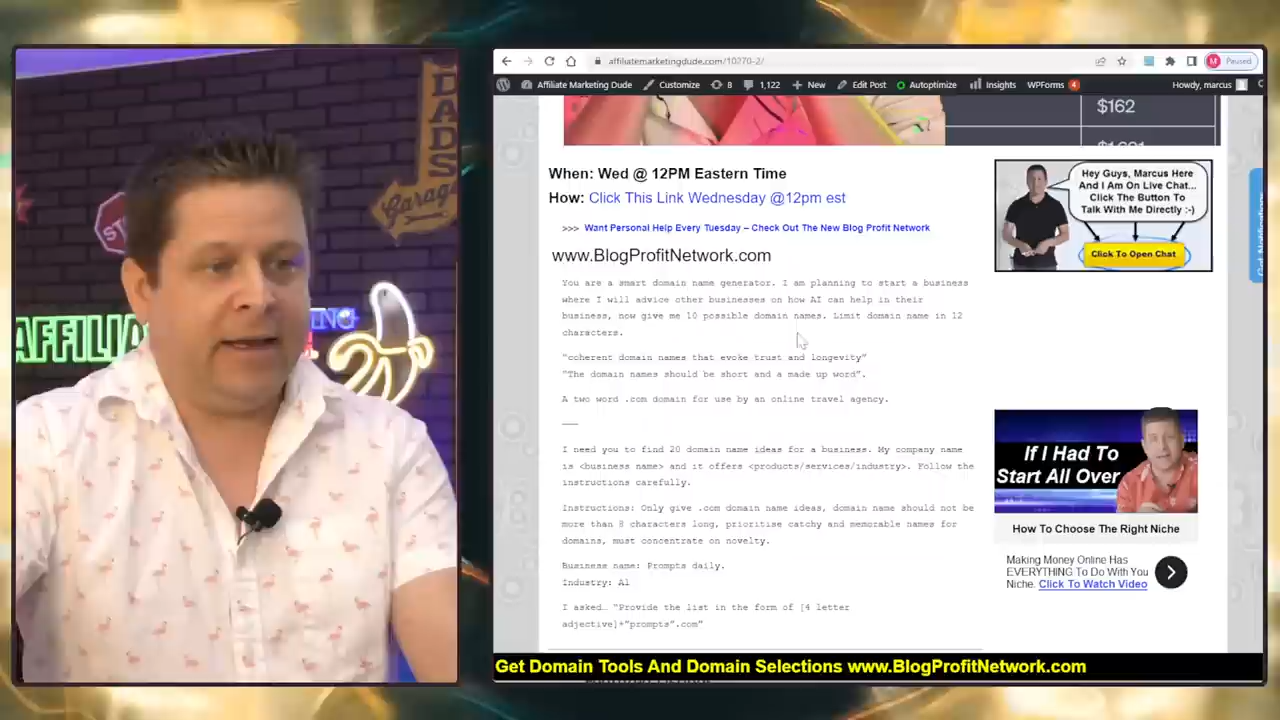 DADS
Garage
ST
AFFILIA
ING
affiliatemarketingdude.com/10270-2/
M Paused
Affiliate Marketing Dude Customize 8 1,122 New Edit Post Autoptimize Insights WPForms 4 Howdy, marcus
$162
When: Wed @ 12PM Eastern Time
How: Click This Link Wednesday @12pm est
>>> Want Personal Help Every Tuesday – Check Out The New Blog Profit Network
www.BlogProfitNetwork.com
You are a smart domain name generator. I am planning to start a business
where I will advice other businesses on how AI can help in their
business, now give me 10 possible domain names. Limit domain name in 12
characters.
"coherent domain names that evoke trust and longevity"
"The domain names should be short and a made up word".
A two word .com domain for use by an online travel agency.
I need you to find 20 domain name ideas for a business. My company name
is <business name> and it offers <products/services/industry>. Follow the
instructions carefully.
Instructions: Only give .com domain name ideas, domain name should not be
more than 8 characters long, prioritise catchy and memorable names for
domains, must concentrate on novelty.
Business name: Prompts daily.
Industry: AI
I asked… "Provide the list in the form of [4 letter
adjective]+"prompts".com"
Hey Guys, Marcus Here
And I Am On Live Chat...
Click The Button To
Talk With Me Directly :-)
Click To Open Chat
If I Had To
Start All Over
How To Choose The Right Niche
Making Money Online Has
EVERYTHING To Do With You
Niche. Click To Watch Video
Get Notifications
Get Domain Tools And Domain Selections www.BlogProfitNetwork.com